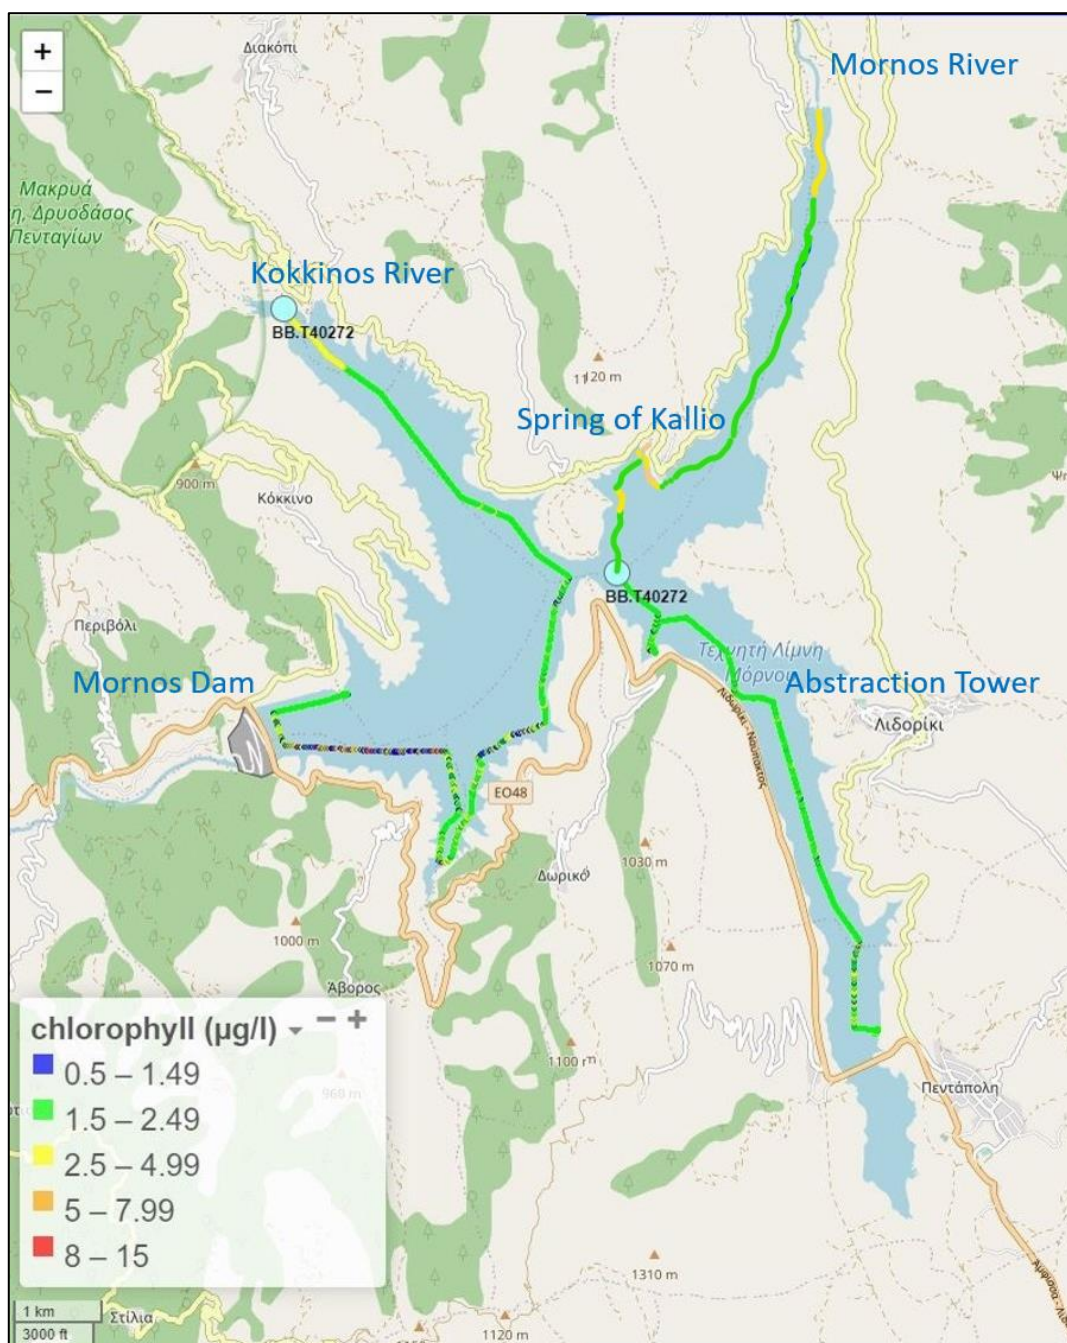 +
−
Διακόπι
Mornos River
Μακρυά
η, Δρυοδάσος
Πενταγίων
Kokkinos River
BB.T40272
1120 m
Spring of Kallio
900 m
Κόκκινο
BB.T40272
Περιβόλι
Τεχνητή Λίμνη
Μόρνου
Mornos Dam
Abstraction Tower
Λιδορίκι
Λιδωρίκι - Ναύπακτος
EO48
1030 m
Δωρικό
1000 m
1070 m
Άβορος
chlorophyll (µg/l) − +
0.5 – 1.49
1.5 – 2.49
2.5 – 4.99
5 – 7.99
8 – 15
960 m
1100 m
Πεντάπολη
1310 m
1 km
3000 ft
Στίλια
1120 m